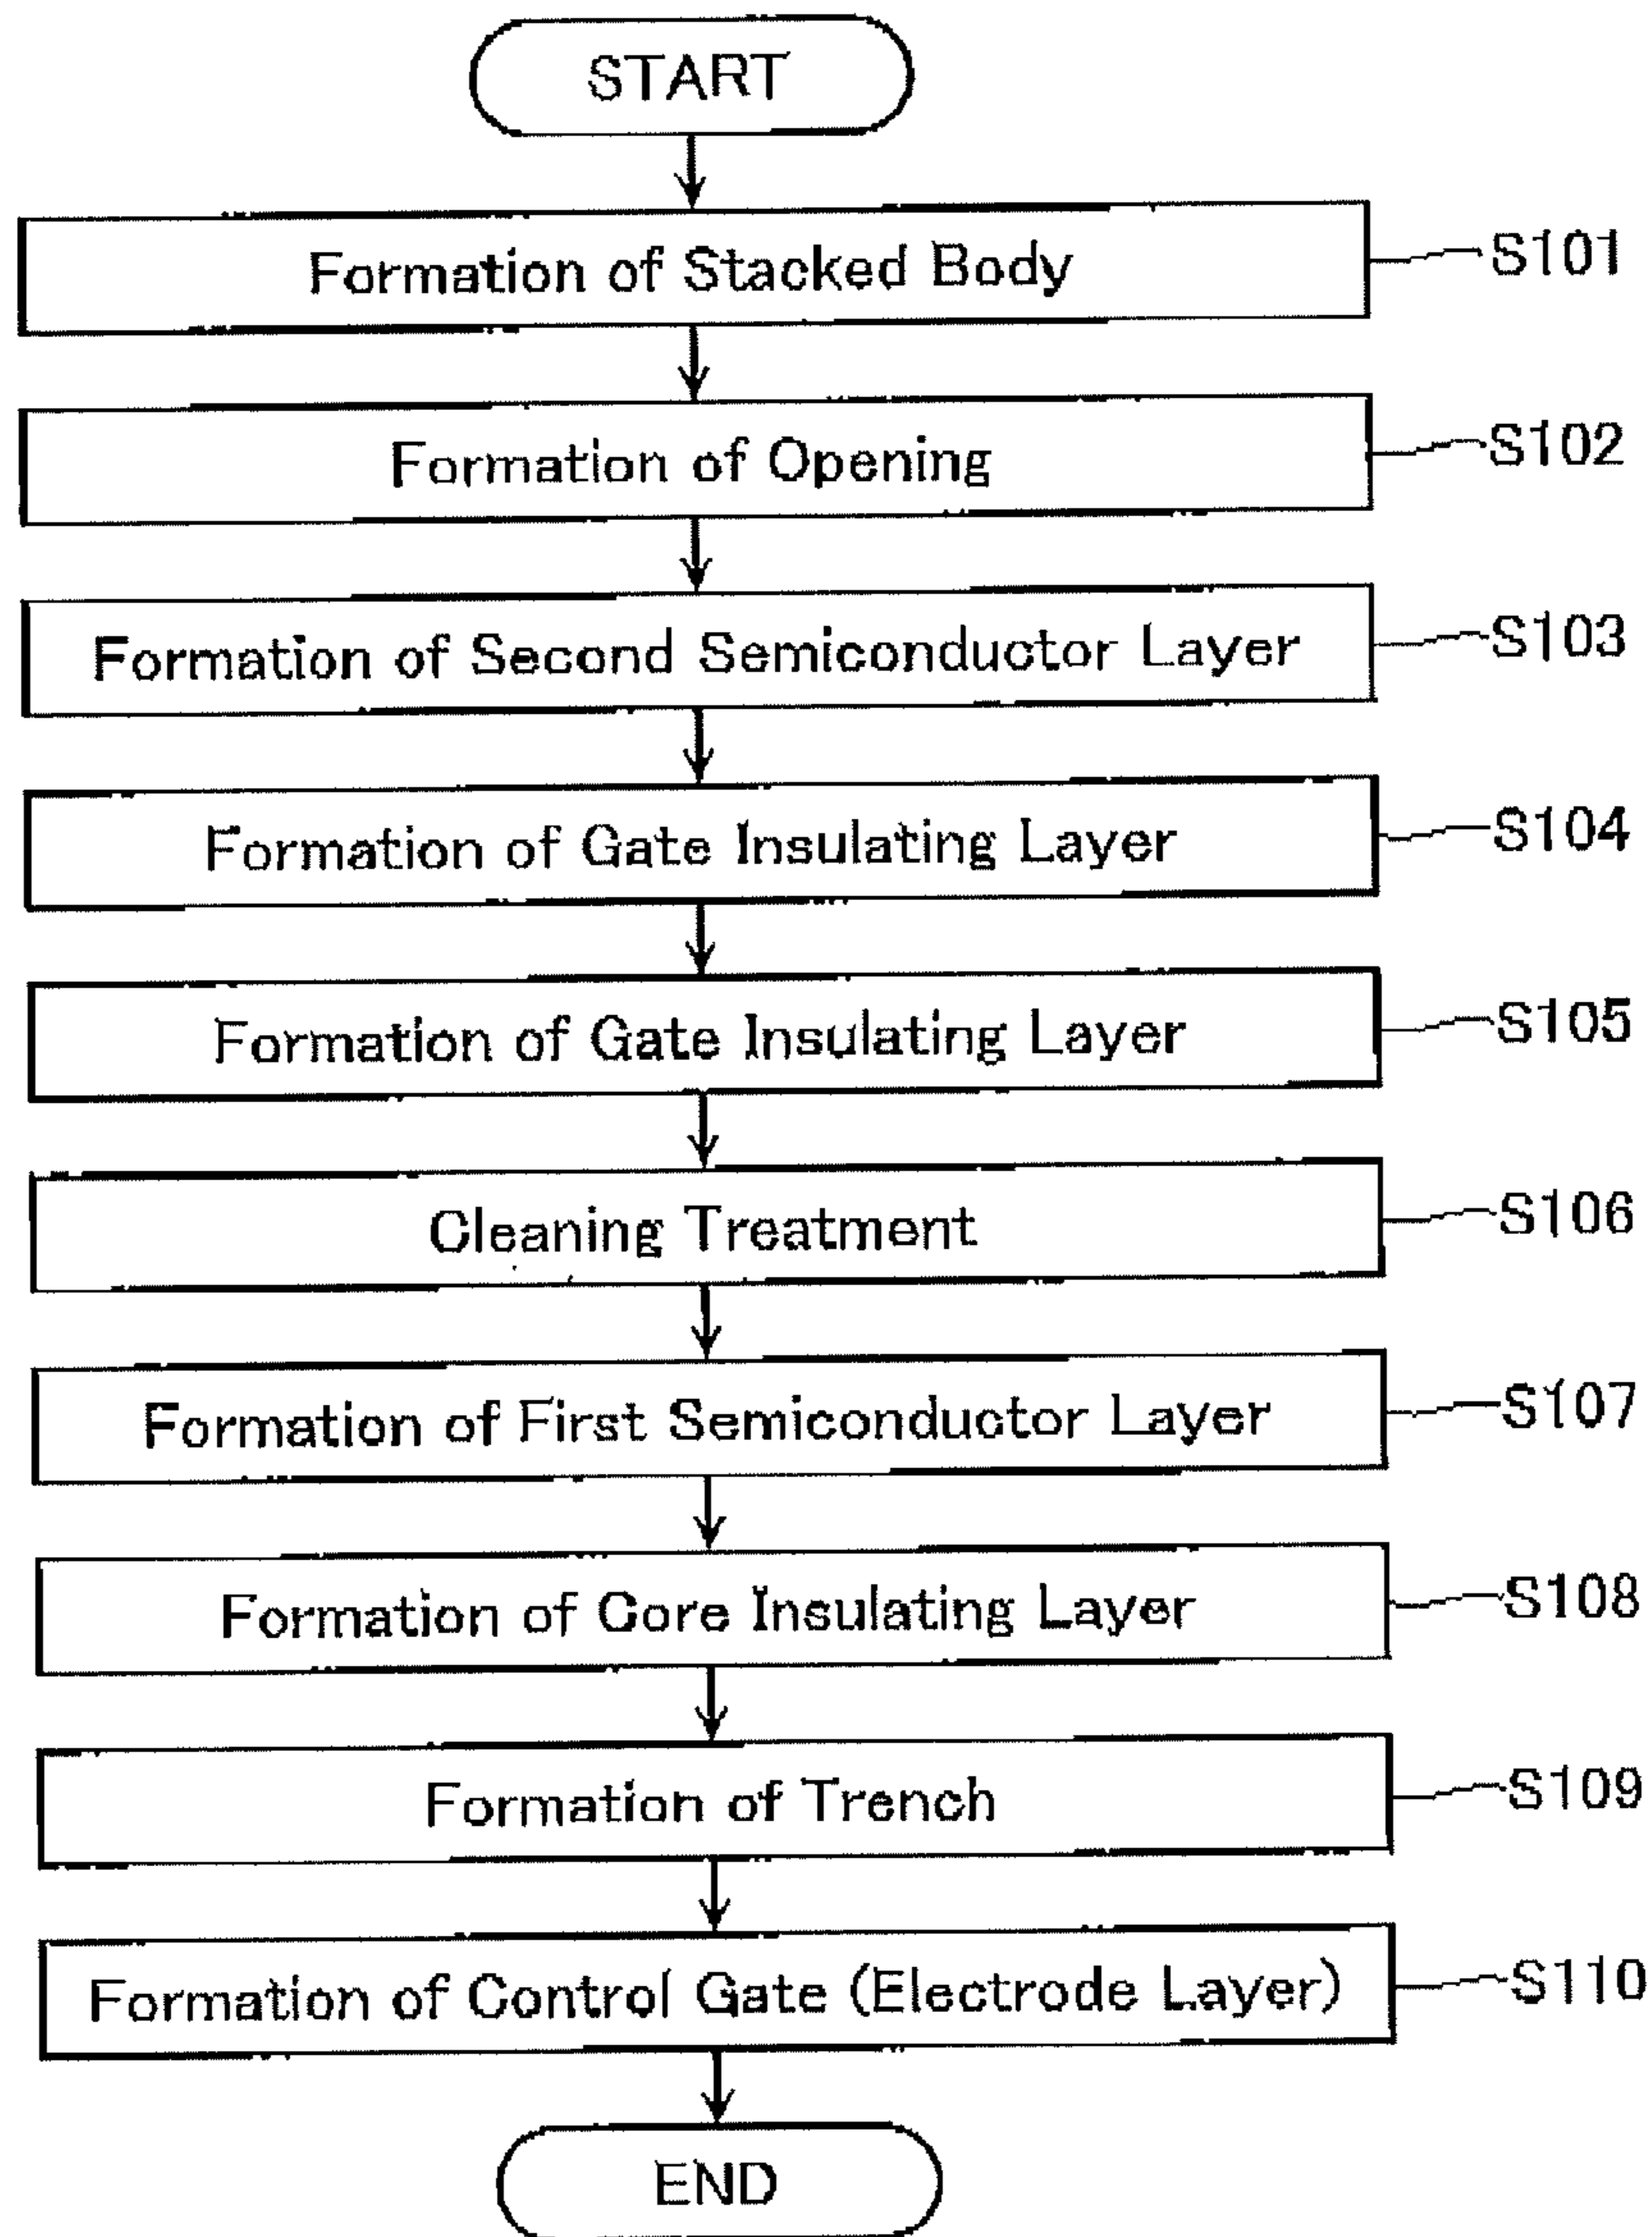 START
Formation of Stacked Body
S101
Formation of Opening
S102
Formation of Second Semiconductor Layer
S103
Formation of Gate Insulating Layer
S104
Formation of Gate Insulating Layer
S105
Cleaning Treatment
S106
Formation of First Semiconductor Layer
S107
Formation of Core Insulating Layer
S108
Formation of Trench
S109
Formation of Control Gate (Electrode Layer)
S110
END